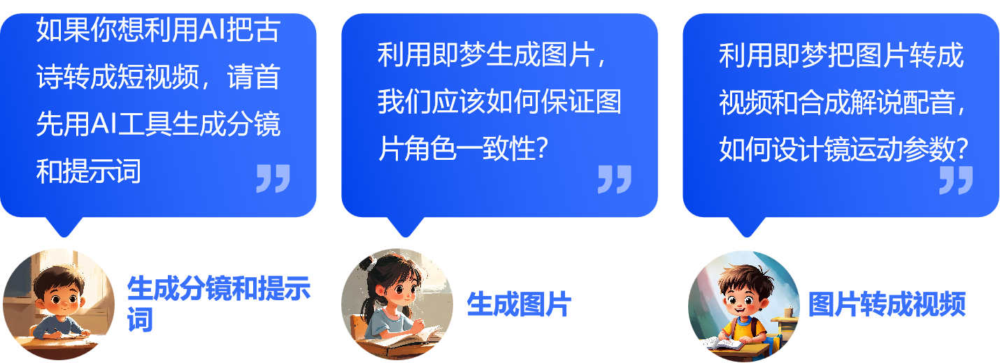 如果你想利用AI把古
诗转成短视频，请首
先用AI工具生成分镜
和提示词
利用即梦生成图片，
我们应该如何保证图
片角色一致性？
利用即梦把图片转成
视频和合成解说配音，
如何设计镜运动参数？
生成分镜和提示
词
生成图片
图片转成视频